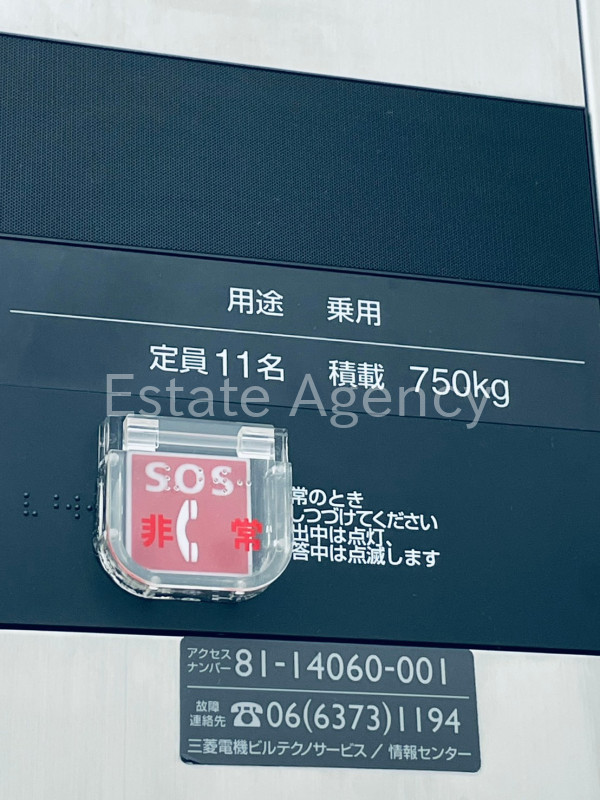 用途 乗用
定員11名 積載 750kg
Estate Agency
SOS
非常
常のとき
しつづけてください
出中は点灯、
答中は点滅します
アクセス
ナンバー 81-14060-001
故障
連絡先 ☎06(6373)1194
三菱電機ビルテクノサービス/情報センター